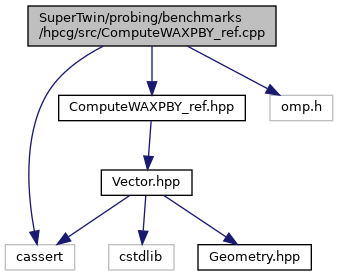 SuperTwin/probing/benchmarks
/hpcg/src/ComputeWAXPBY_ref.cpp
ComputeWAXPBY_ref.hpp
omp.h
Vector.hpp
cassert
cstdlib
Geometry.hpp